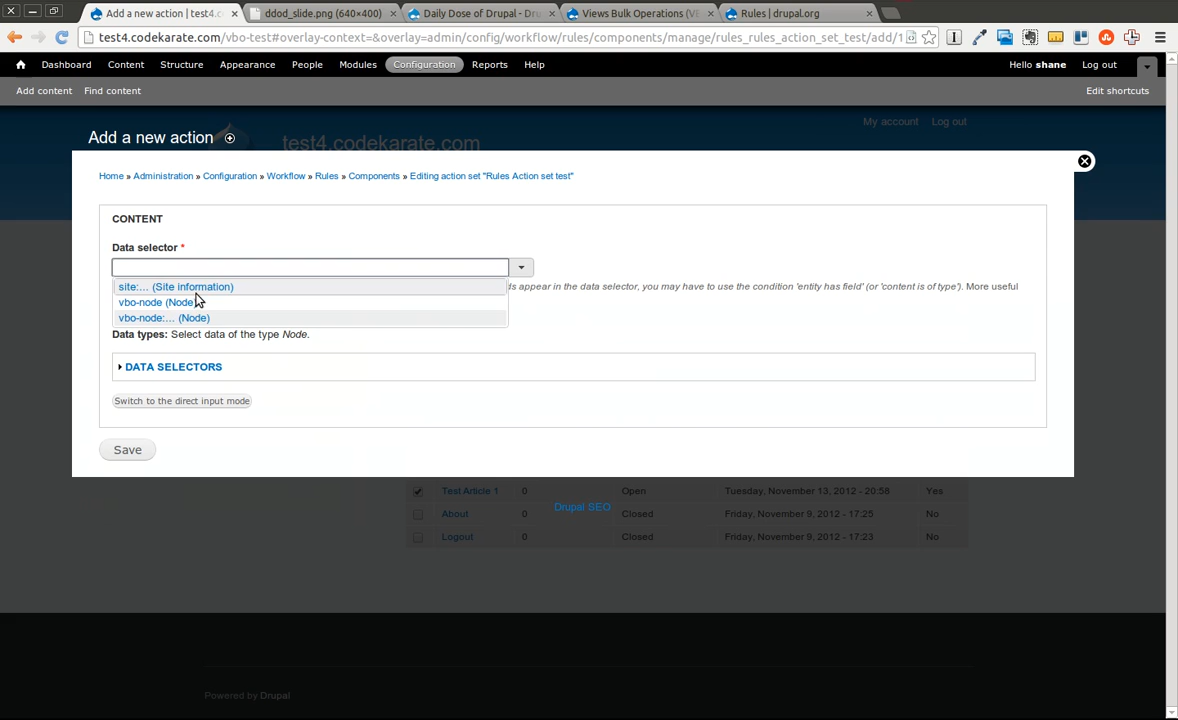 Add a new action | test4.c
ddod_slide.png (640×400)
Daily Dose of Drupal - Dru
Views Bulk Operations (VB
Rules | drupal.org
test4.codekarate.com/vbo-test#overlay-context=&overlay=admin/config/workflow/rules/components/manage/rules_rules_action_set_test/add/1
Dashboard Content Structure Appearance People Modules Configuration Reports Help Hello shane Log out
Add content Find content Edit shortcuts
My account Log out
Add a new action
test4.codekarate.com
Home » Administration » Configuration » Workflow » Rules » Components » Editing action set "Rules Action set test"
CONTENT
Data selector *
site:... (Site information)
ds appear in the data selector, you may have to use the condition 'entity has field' (or 'content is of type'). More useful
vbo-node (Node)
vbo-node:... (Node)
Data types: Select data of the type Node.
DATA SELECTORS
Switch to the direct input mode
Save
Test Article 1 0 Open Tuesday, November 13, 2012 - 20:58 Yes
Drupal SEO
About 0 Closed Friday, November 9, 2012 - 17:25 No
Logout 0 Closed Friday, November 9, 2012 - 17:23 No
Powered by Drupal